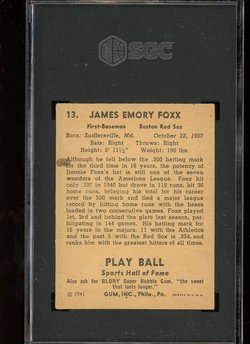 SGC
13. JAMES EMORY FOXX
First-Baseman Boston Red Sox
Born: Sudlersville, Md. October 22, 1907
Bats: Right Throws: Right
Height: 5' 11½" Weight: 190 lbs.
Although he fell below the .300 batting mark
for the third time in 16 years, the potency of
Jimmie Foxx's bat is still one of the seven
wonders of the American League. Foxx hit
only .297 in 1940 but drove in 115 runs, hit 36
home runs, bringing his total for his career
over the 500 mark, and tied a major league
record by hitting home runs with the bases
loaded in two consecutive games. Foxx played
1st, 3rd and behind the plate last season, par-
ticipating in 144 games. His batting mark for
16 years in the majors, 11 with the Athletics
and the past 5 with the Red Sox is .334, and
ranks him with the greatest hitters of all time.
PLAY BALL
Sports Hall of Fame
Also ask for BLONY Super Bubble Gum, "the sweet
that lasts longer."
© 1941 GUM, INC., Phila., Pa. PRINTED IN U. S. A.